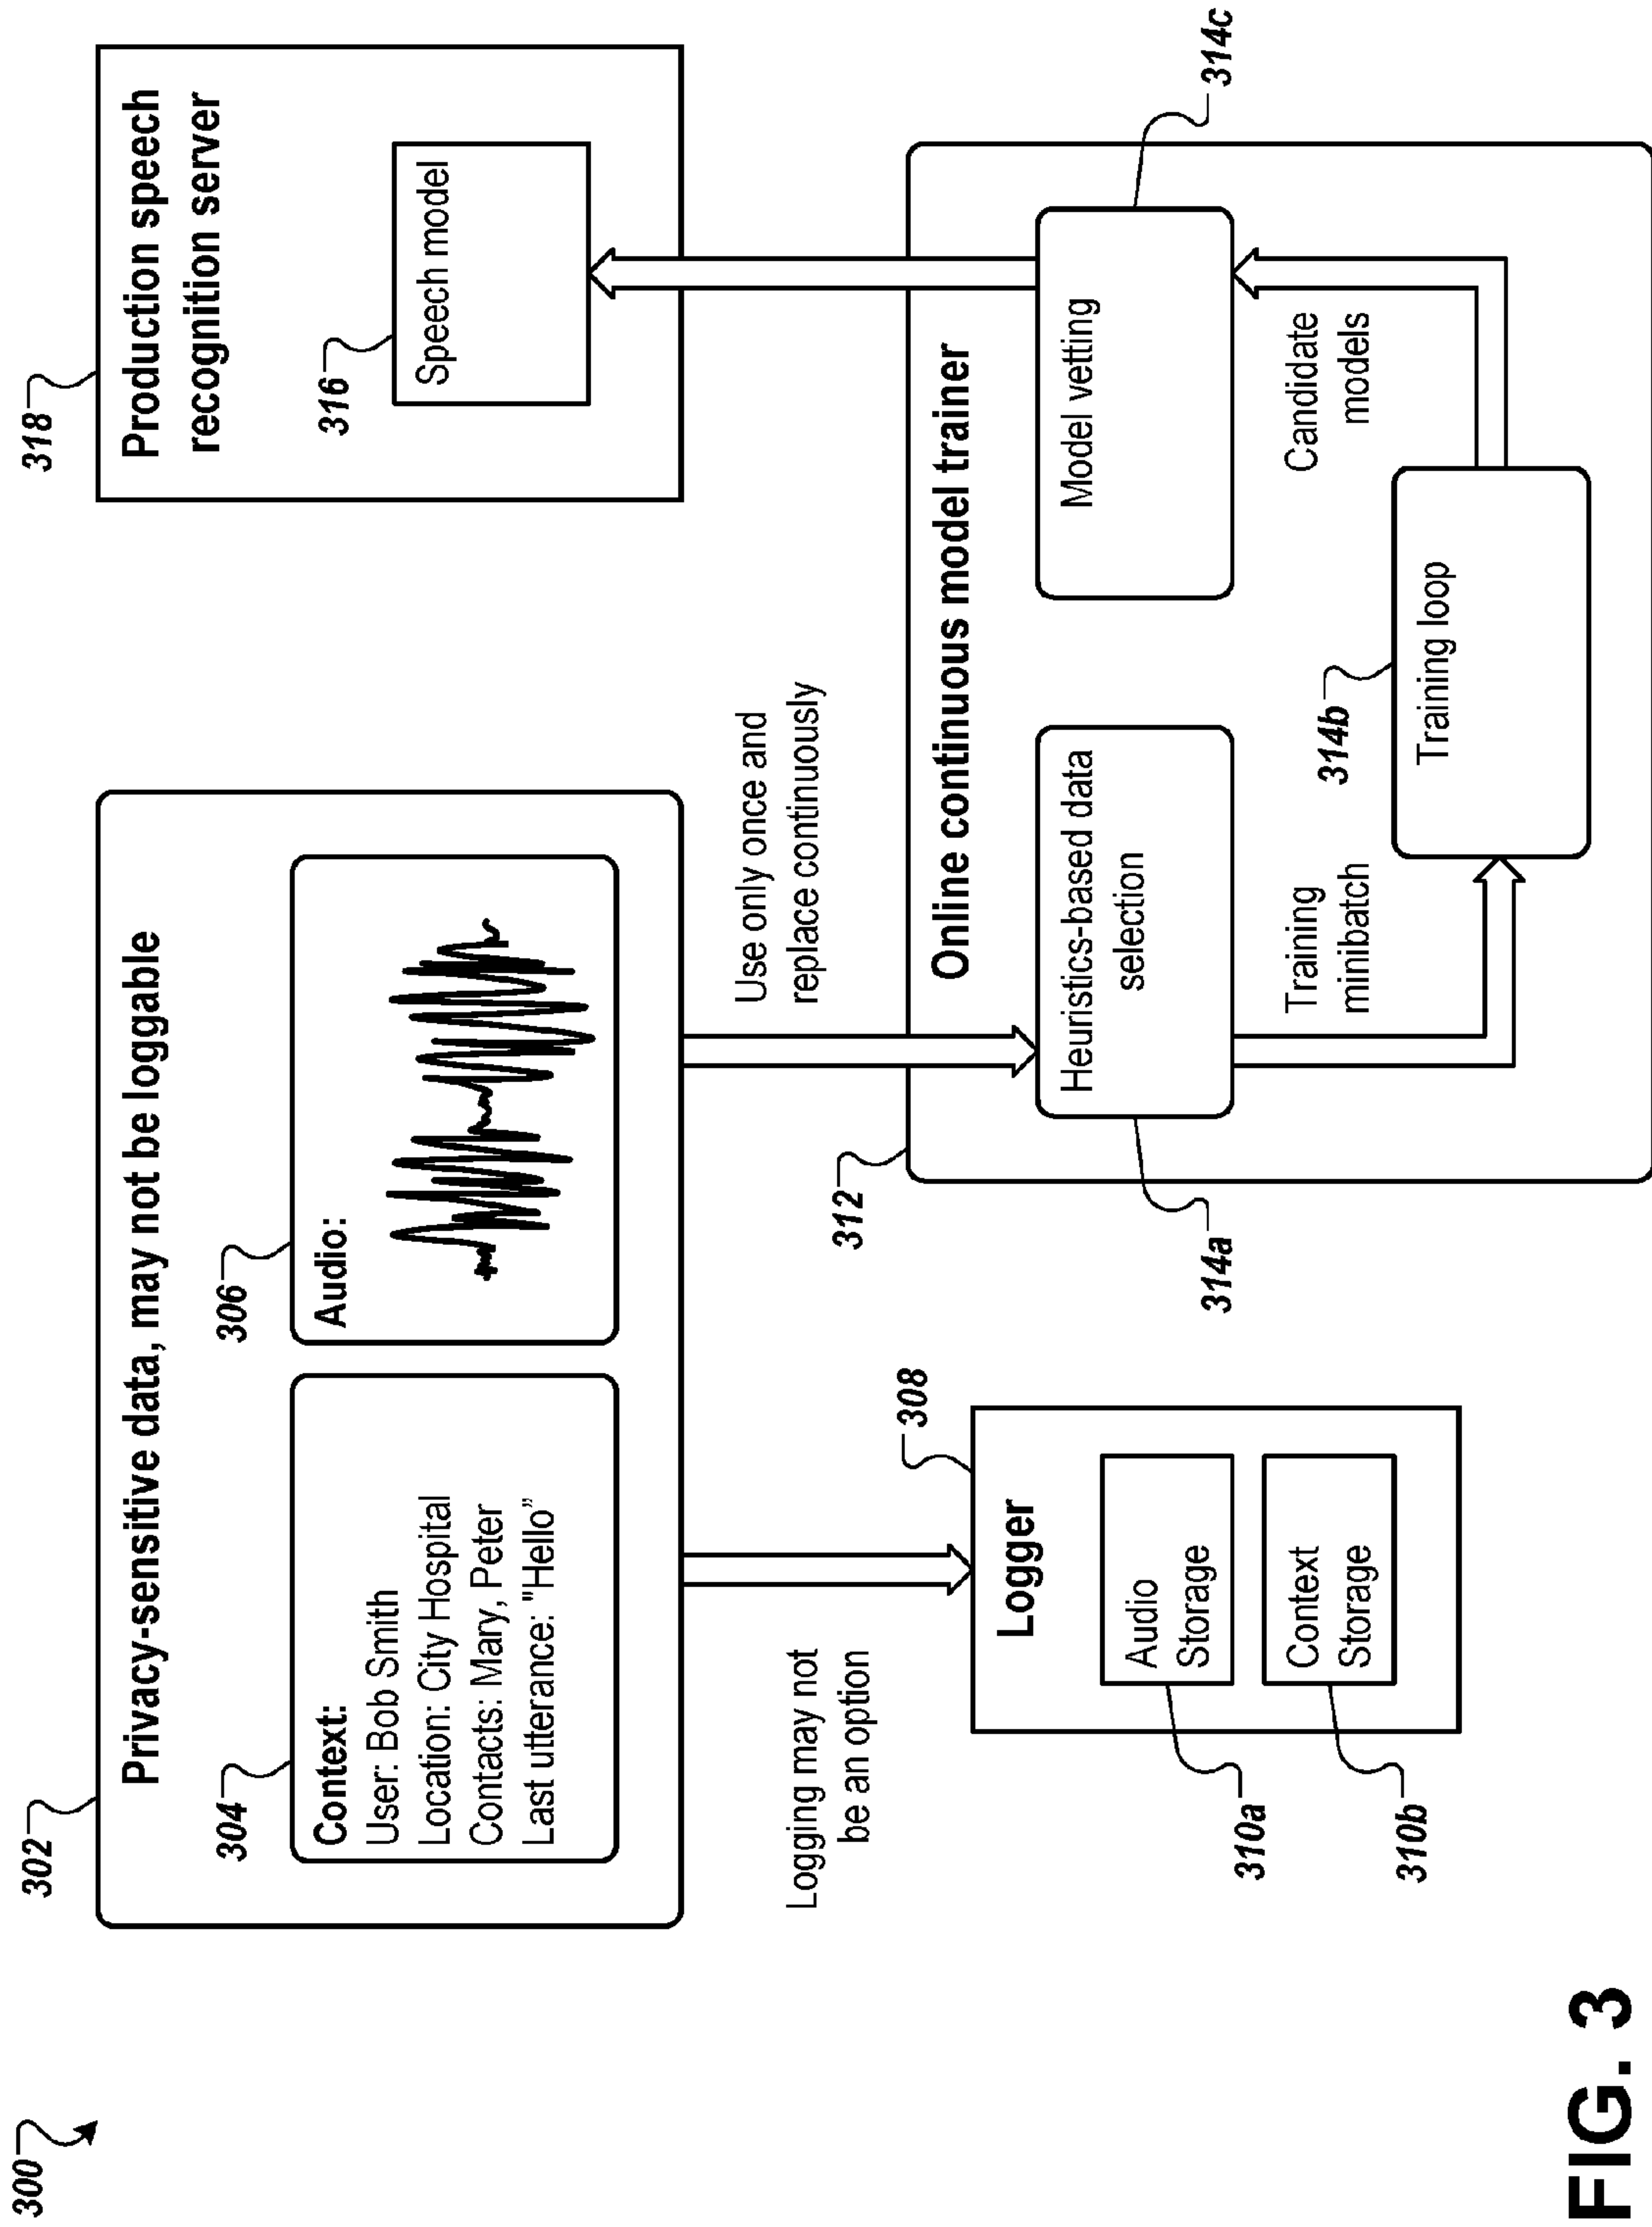 300
302
Privacy-sensitive data, may not be loggable
304
Context:
User: Bob Smith
Location: City Hospital
Contacts: Mary, Peter
Last utterance: "Hello”
306
Audio:
318
Production speech
recognition server
316
Speech model
Logging may not
be an option
Use only once and
replace continuously
308
Logger
Audio
Storage
310a
Context
Storage
310b
312
Online continuous model trainer
314a
Heuristics-based data
selection
Training
minibatch
314b
Training loop
Candidate
models
Model vetting
314c
FIG. 3